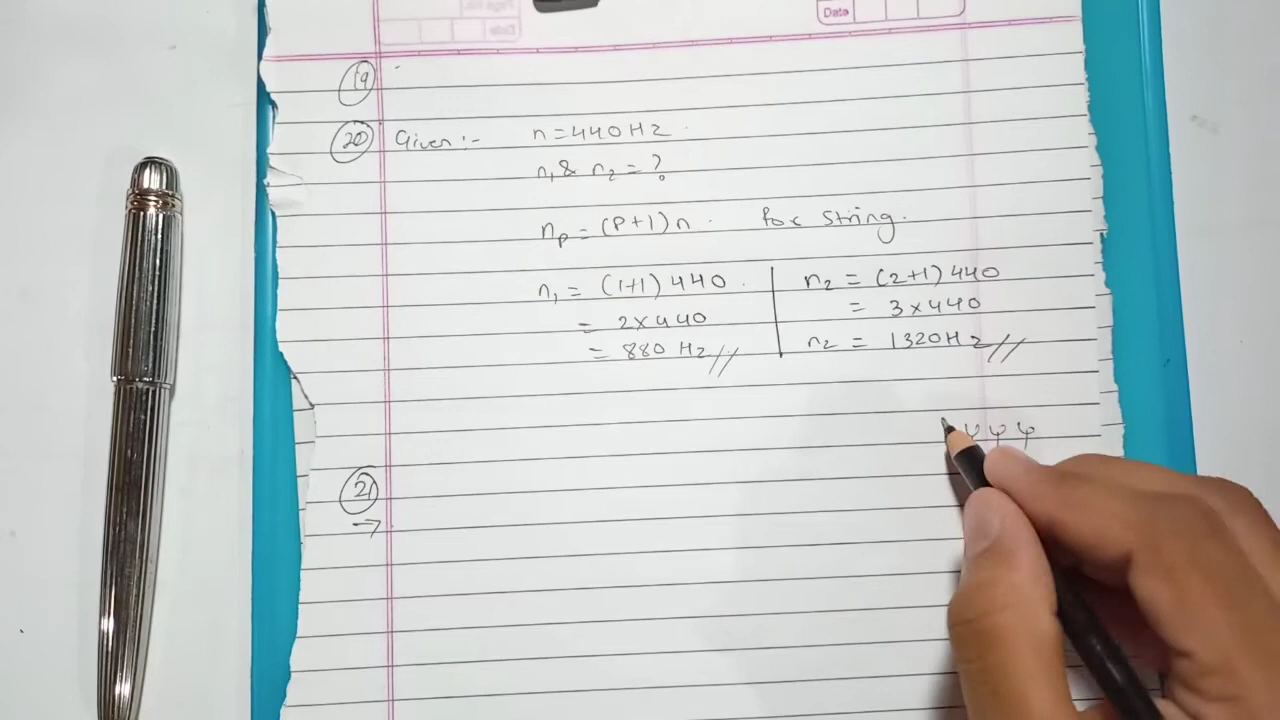 Date
19
20 Given :- n = 440 Hz.
n₁ & n₂ = ?
nₚ = (P+1) n. For string.
n₁ = (1+1) 440.
= 2 x 440
= 880 Hz //
n₂ = (2+1) 440
= 3 x 440
n₂ = 1320 Hz //
φ φ φ
21
→